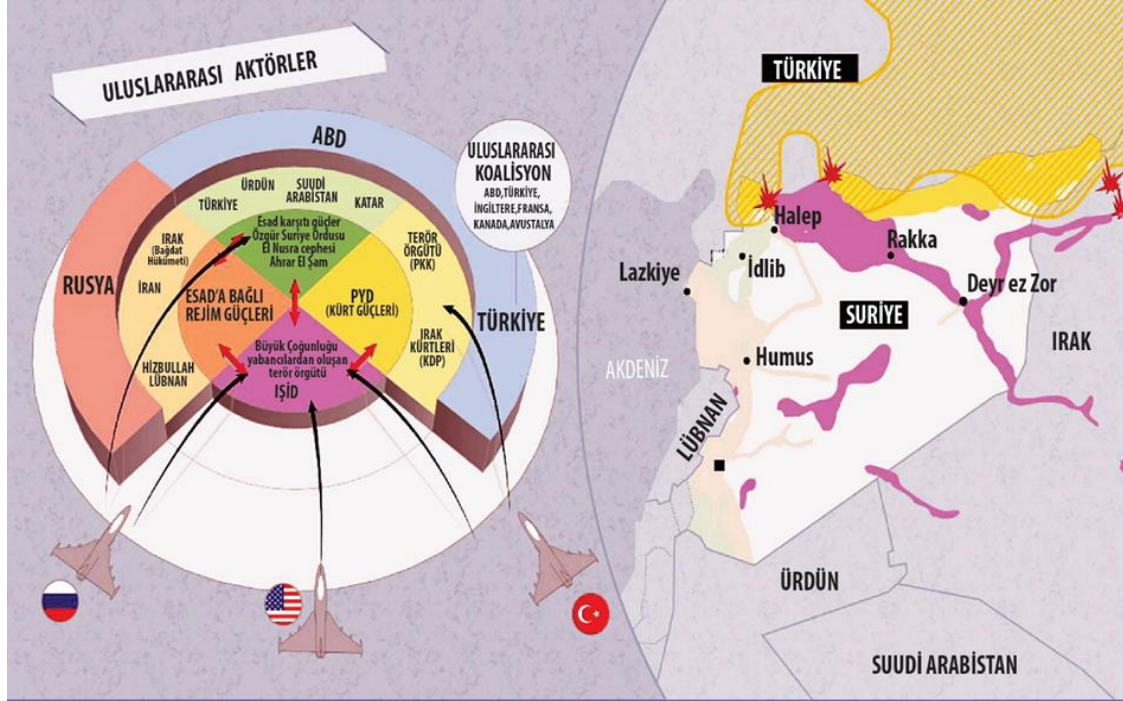 ULUSLARARASI AKTÖRLER
ABD
RUSYA
TÜRKİYE
ULUSLARARASI
KOALİSYON
ABD,TÜRKİYE,
İNGİLTERE,FRANSA,
KANADA,AVUSTALYA
TÜRKİYE
ÜRDÜN
SUUDİ
ARABİSTAN
KATAR
IRAK
(Bağdat
Hükümeti)
İRAN
HİZBULLAH
LÜBNAN
TERÖR
ÖRGÜTÜ
(PKK)
IRAK
KÜRTLERİ
(KDP)
Esad karşıtı güçler
Özgür Suriye Ordusu
El Nusra cephesi
Ahrar El Şam
ESAD'A BAĞLI
REJİM GÜÇLERİ
PYD
(KÜRT GÜÇLERİ)
Büyük Çoğunluğu
yabancılardan oluşan
terör örgütü
IŞİD
TÜRKİYE
Halep
Rakka
İdlib
Lazkiye
Deyr ez Zor
SURİYE
IRAK
Humus
AKDENİZ
LÜBNAN
ÜRDÜN
SUUDİ ARABİSTAN